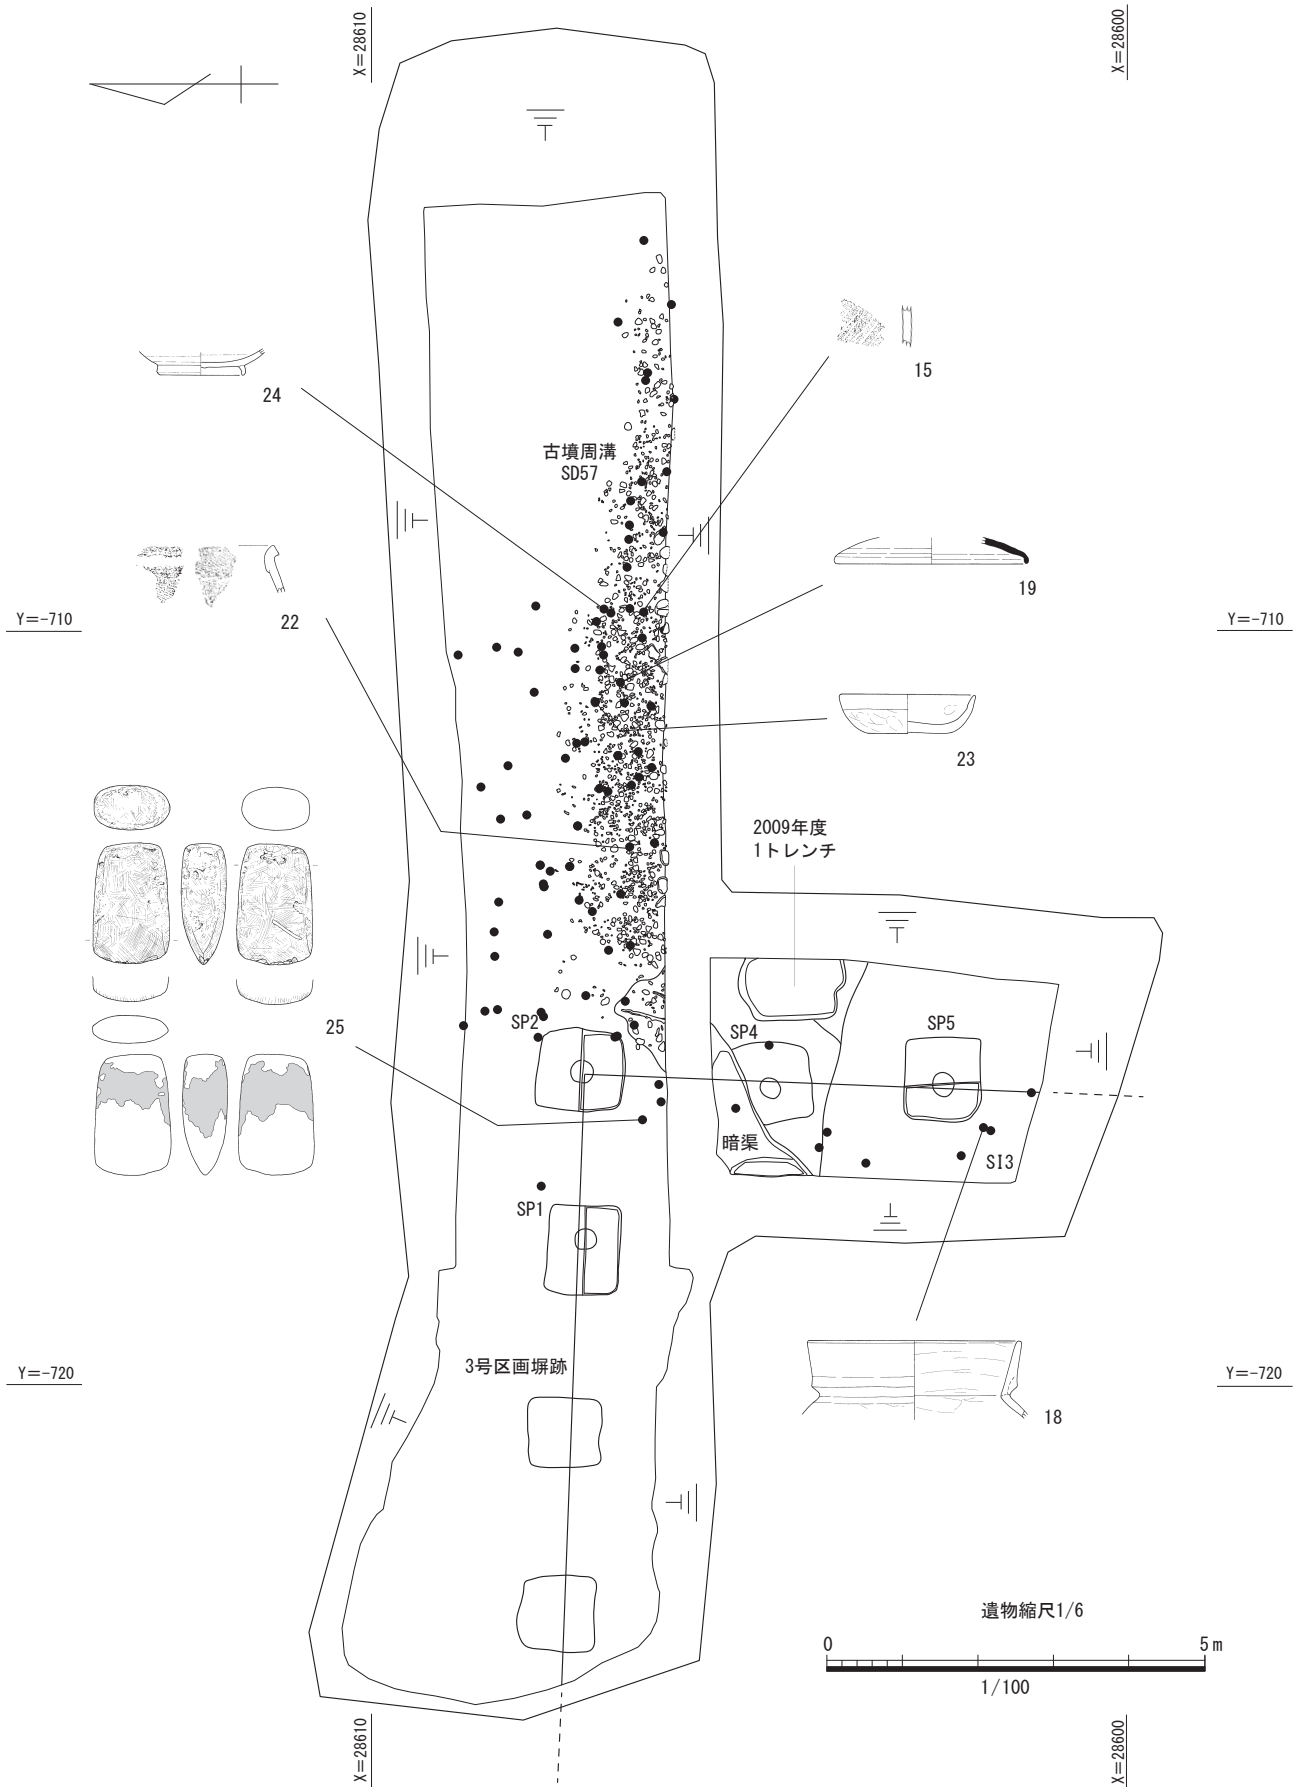 X=28610
X=28600
15
24
古墳周溝
SD57
19
Y=-710
22
Y=-710
23
2009年度
1トレンチ
25
SP2
SP4
SP5
暗渠
SI3
SP1
3号区画塀跡
Y=-720
Y=-720
18
遺物縮尺1/6
0 5m
1/100
X=28610
X=28600